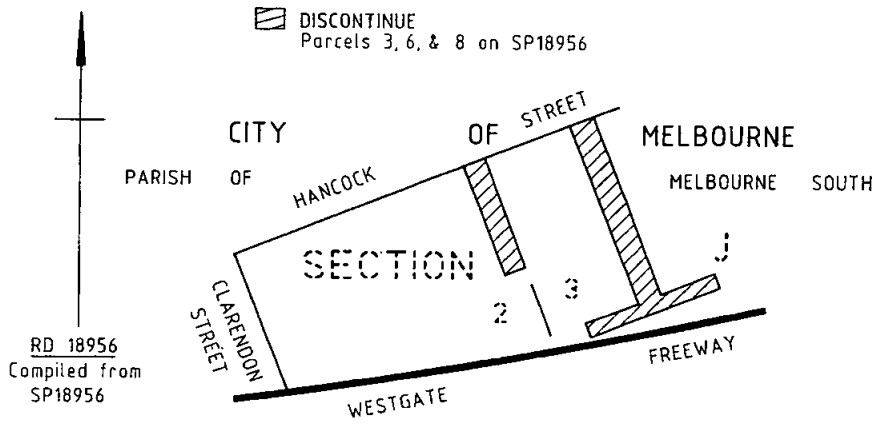 DISCONTINUE
Parcels 3, 6, & 8 on SP18956
CITY OF MELBOURNE
STREET
PARISH OF MELBOURNE SOUTH
HANCOCK
SECTION J
2 3
CLARENDON
STREET
RD 18956
Compiled from
SP18956
WESTGATE FREEWAY